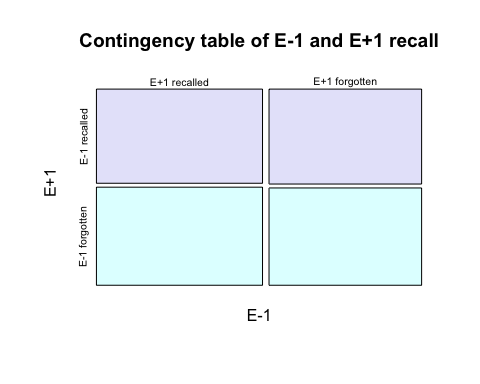 Contingency table of E-1 and E+1 recall
E+1 recalled
E+1 forgotten
E-1 recalled
E-1 forgotten
E+1
E-1